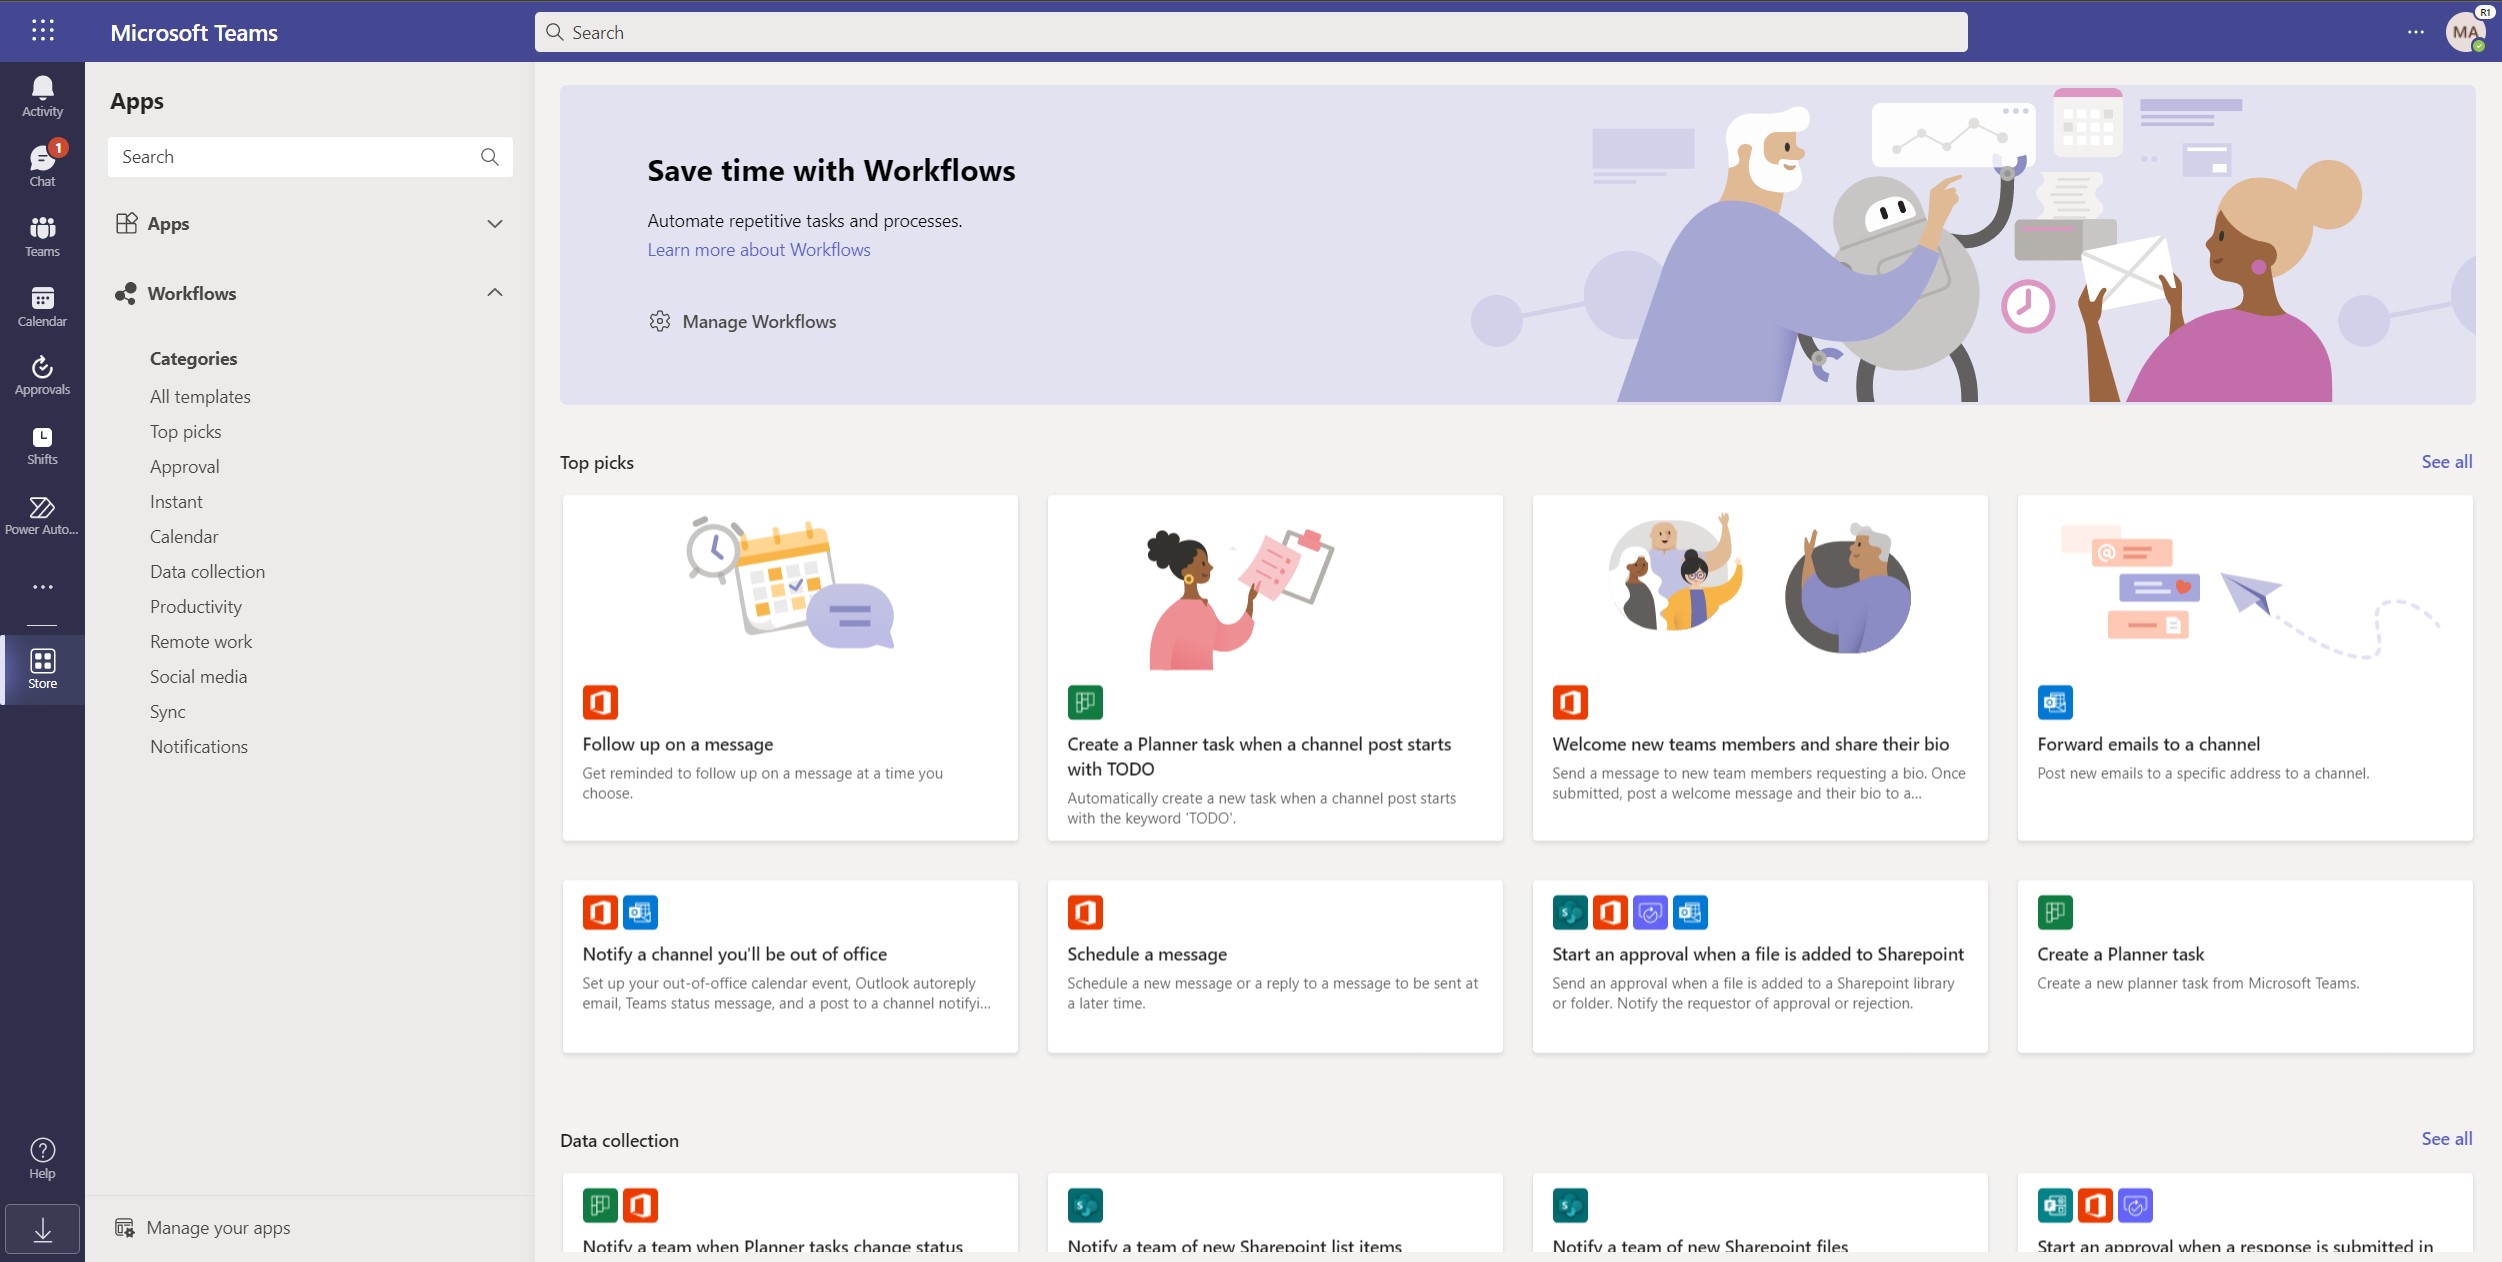 Microsoft Teams
Search
R1
MA
Activity
1
Chat
Teams
Calendar
Approvals
Shifts
Power Auto...
Store
Help
Apps
Search
Apps
Workflows
Categories
All templates
Top picks
Approval
Instant
Calendar
Data collection
Productivity
Remote work
Social media
Sync
Notifications
Manage your apps
Save time with Workflows
Automate repetitive tasks and processes.
Learn more about Workflows
Manage Workflows
Top picks
See all
Follow up on a message
Get reminded to follow up on a message at a time you
choose.
Create a Planner task when a channel post starts
with TODO
Automatically create a new task when a channel post starts
with the keyword 'TODO'.
Welcome new teams members and share their bio
Send a message to new team members requesting a bio. Once
submitted, post a welcome message and their bio to a...
Forward emails to a channel
Post new emails to a specific address to a channel.
Notify a channel you'll be out of office
Set up your out-of-office calendar event, Outlook autoreply
email, Teams status message, and a post to a channel notifyi...
Schedule a message
Schedule a new message or a reply to a message to be sent at
a later time.
Start an approval when a file is added to Sharepoint
Send an approval when a file is added to a Sharepoint library
or folder. Notify the requestor of approval or rejection.
Create a Planner task
Create a new planner task from Microsoft Teams.
Data collection
See all
Notify a team when Planner tasks change status
Notify a team of new Sharepoint list items
Notify a team of new Sharepoint files
Start an approval when a response is submitted in